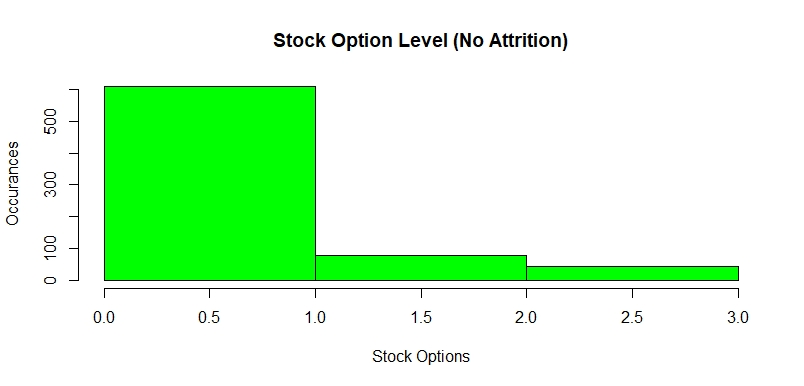 Stock Option Level (No Attrition)
Occurances
500
300
100
0
0.0 0.5 1.0 1.5 2.0 2.5 3.0
Stock Options